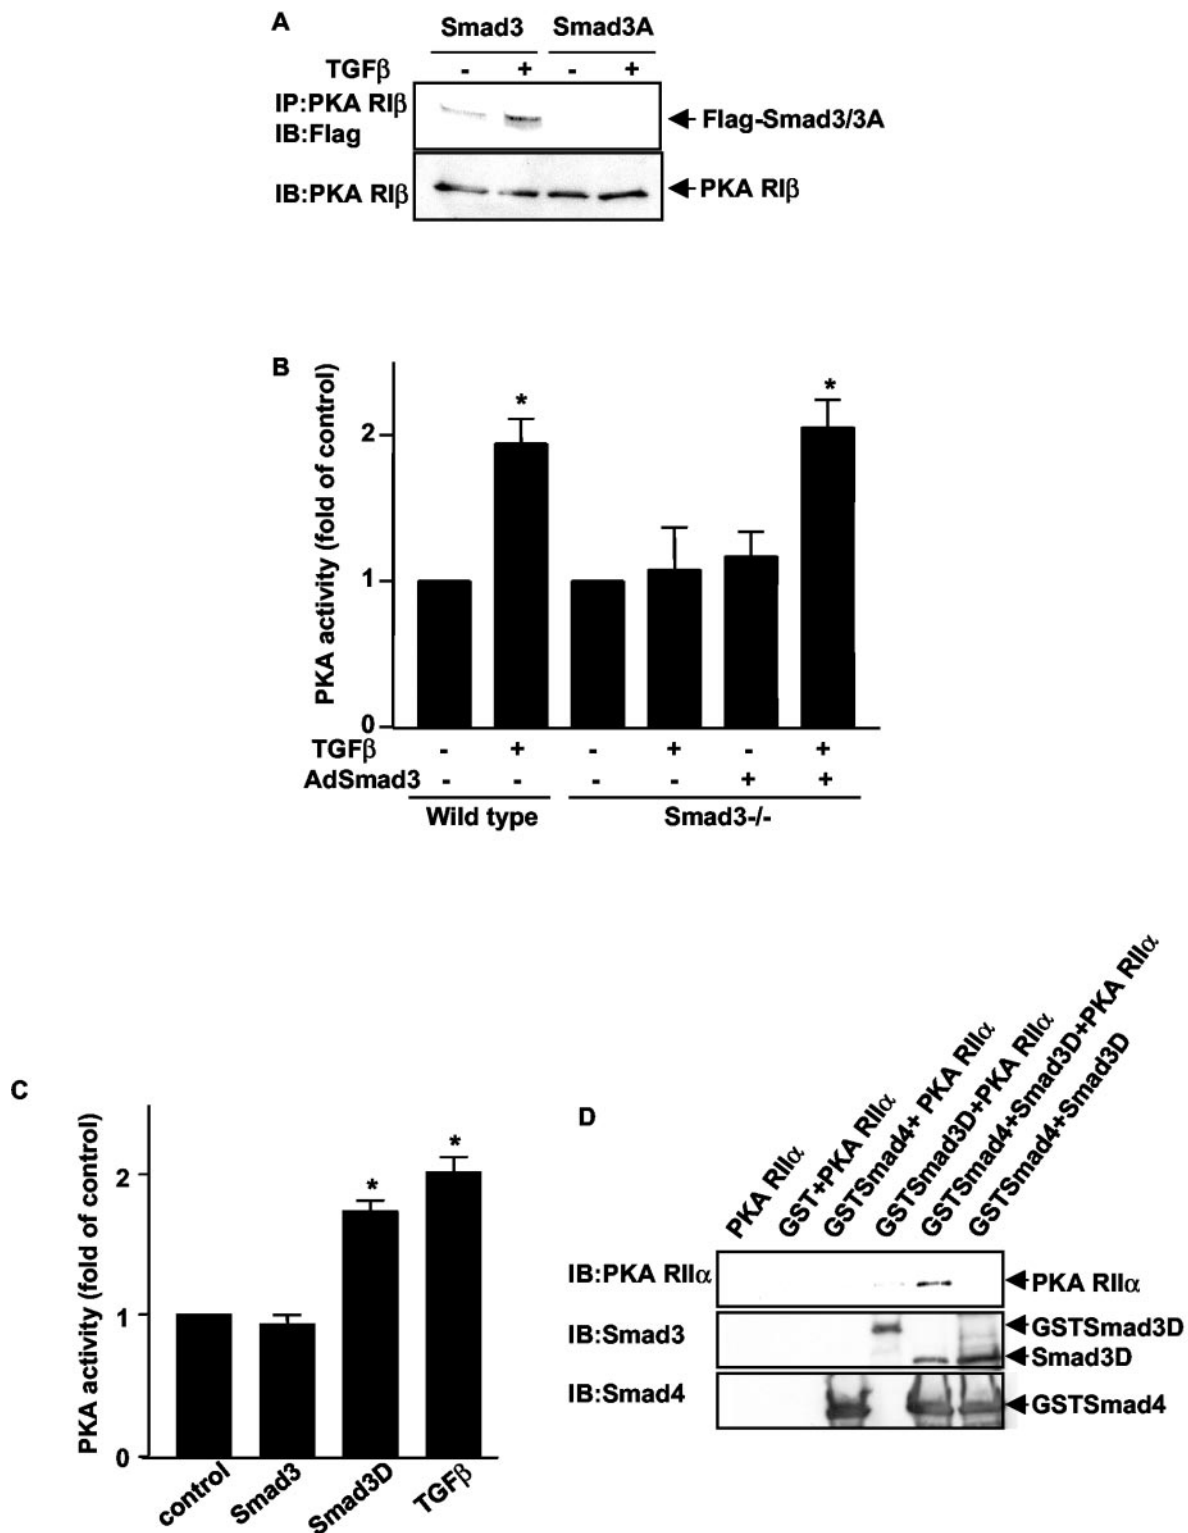 A
Smad3 Smad3A
TGFβ - + - +
IP:PKA RIβ
IB:Flag
Flag-Smad3/3A
IB:PKA RIβ
PKA RIβ
B
PKA activity (fold of control)
2
1
0
* *
TGFβ - + - + - +
AdSmad3 - - - - + +
Wild type Smad3-/-
C
PKA activity (fold of control)
2
1
0
* *
control
Smad3
Smad3D
TGFβ
D
PKA RIIα
GST+PKA RIIα
GSTSmad4+ PKA RIIα
GSTSmad3D+PKA RIIα
GSTSmad4+Smad3D+PKA RIIα
GSTSmad4+Smad3D
IB:PKA RIIα
PKA RIIα
IB:Smad3
GSTSmad3D
Smad3D
IB:Smad4
GSTSmad4